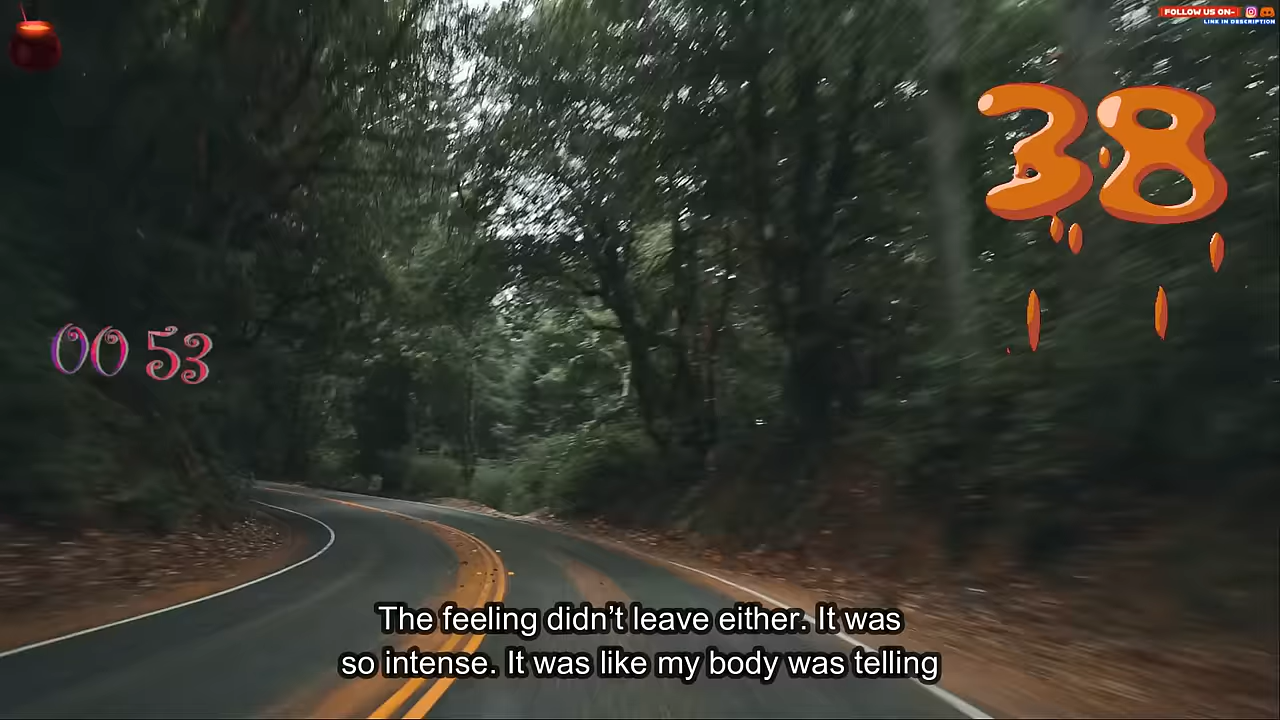 FOLLOW US ON-
LINK IN DESCRIPTION
38
00 53
The feeling didn’t leave either. It was
so intense. It was like my body was telling